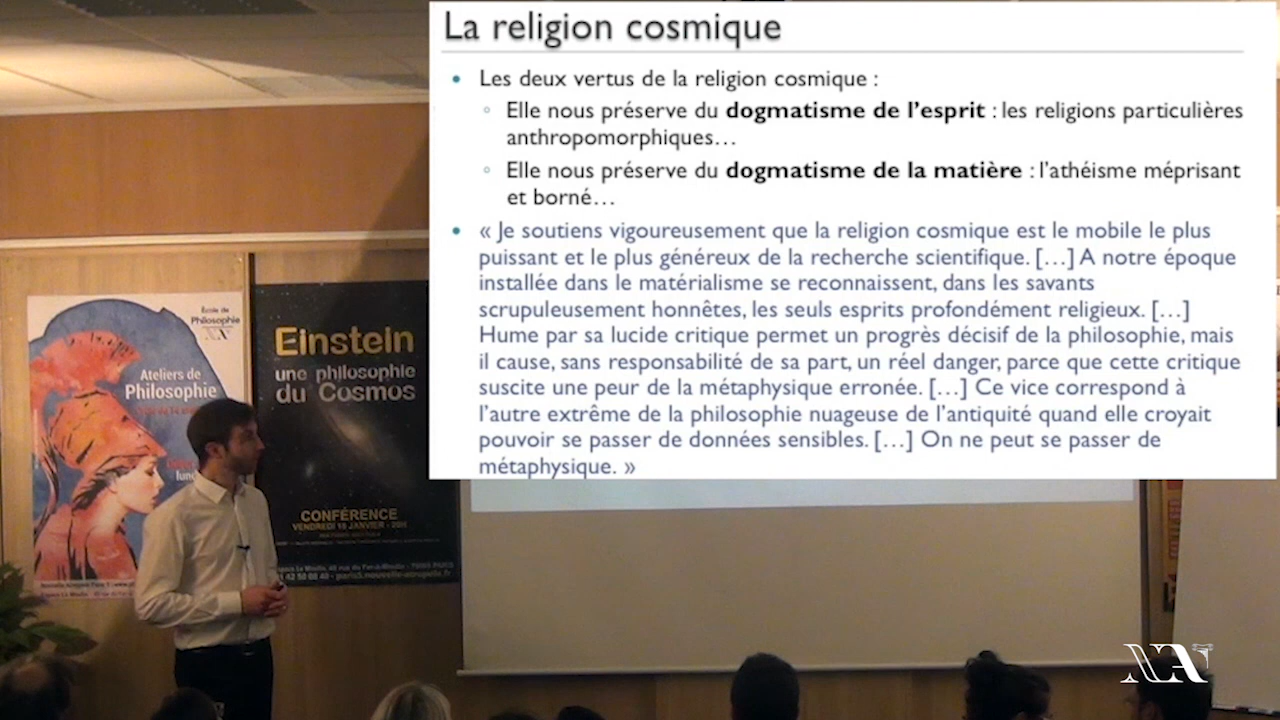 La religion cosmique
• Les deux vertus de la religion cosmique :
◦ Elle nous préserve du dogmatisme de l’esprit : les religions particulières
anthropomorphiques…
◦ Elle nous préserve du dogmatisme de la matière : l’athéisme méprisant
et borné…
• « Je soutiens vigoureusement que la religion cosmique est le mobile le plus
puissant et le plus généreux de la recherche scientifique. […] A notre époque
installée dans le matérialisme se reconnaissent, dans les savants
scrupuleusement honnêtes, les seuls esprits profondément religieux. […]
Hume par sa lucide critique permet un progrès décisif de la philosophie, mais
il cause, sans responsabilité de sa part, un réel danger, parce que cette critique
suscite une peur de la métaphysique erronée. […] Ce vice correspond à
l’autre extrême de la philosophie nuageuse de l’antiquité quand elle croyait
pouvoir se passer de données sensibles. […] On ne peut se passer de
métaphysique. »
École de
Philosophie
NA
Ateliers de
Philosophie
Einstein
une philosophie
du Cosmos
CONFÉRENCE
VENDREDI 16 JANVIER - 20H
NA